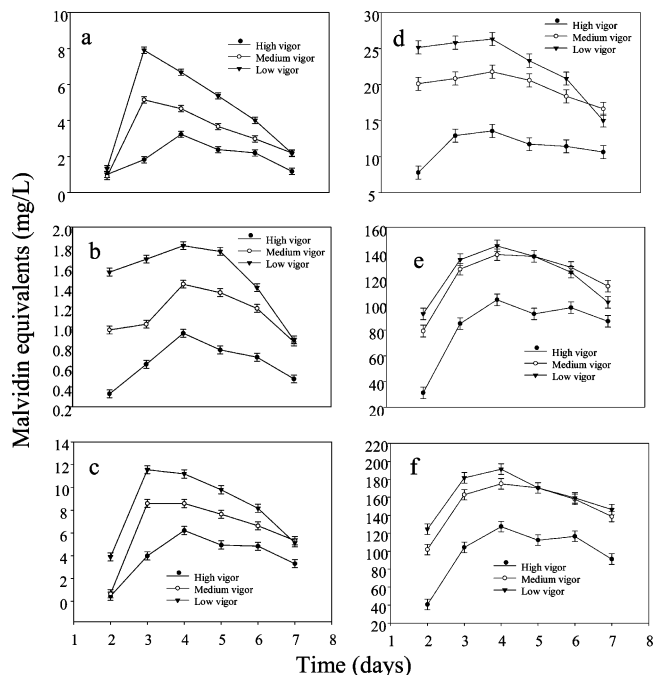 Malvidin equivalents (mg/L)
a
10
8
6
4
2
0
High vigor
Medium vigor
Low vigor
d
30
25
20
15
10
5
High vigor
Medium vigor
Low vigor
b
2.0
1.8
1.6
1.4
1.2
1.0
0.8
0.6
0.4
0.2
High vigor
Medium vigor
Low vigor
e
160
140
120
100
80
60
40
20
High vigor
Medium vigor
Low vigor
c
14
12
10
8
6
4
2
0
High vigor
Medium vigor
Low vigor
1 2 3 4 5 6 7 8
f
220
200
180
160
140
120
100
80
60
40
20
High vigor
Medium vigor
Low vigor
1 2 3 4 5 6 7 8
Time (days)